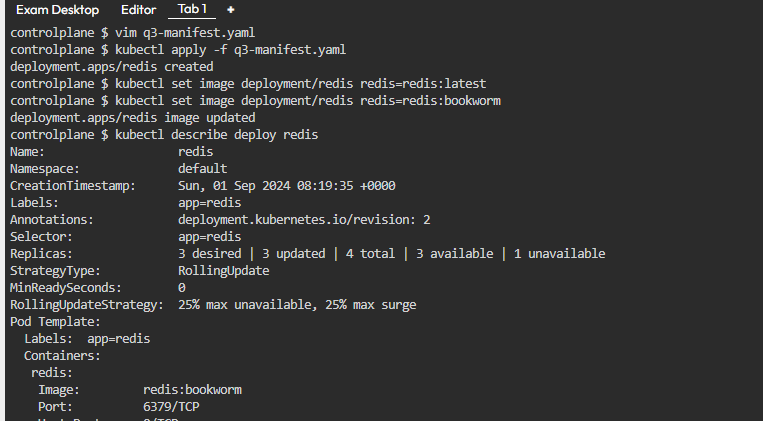 Exam Desktop Editor Tab 1 +
controlplane $ vim q3-manifest.yaml
controlplane $ kubectl apply -f q3-manifest.yaml
deployment.apps/redis created
controlplane $ kubectl set image deployment/redis redis=redis:latest
controlplane $ kubectl set image deployment/redis redis=redis:bookworm
deployment.apps/redis image updated
controlplane $ kubectl describe deploy redis
Name:                   redis
Namespace:              default
CreationTimestamp:      Sun, 01 Sep 2024 08:19:35 +0000
Labels:                 app=redis
Annotations:            deployment.kubernetes.io/revision: 2
Selector:               app=redis
Replicas:               3 desired | 3 updated | 4 total | 3 available | 1 unavailable
StrategyType:           RollingUpdate
MinReadySeconds:        0
RollingUpdateStrategy:  25% max unavailable, 25% max surge
Pod Template:
  Labels:  app=redis
  Containers:
   redis:
    Image:         redis:bookworm
    Port:          6379/TCP